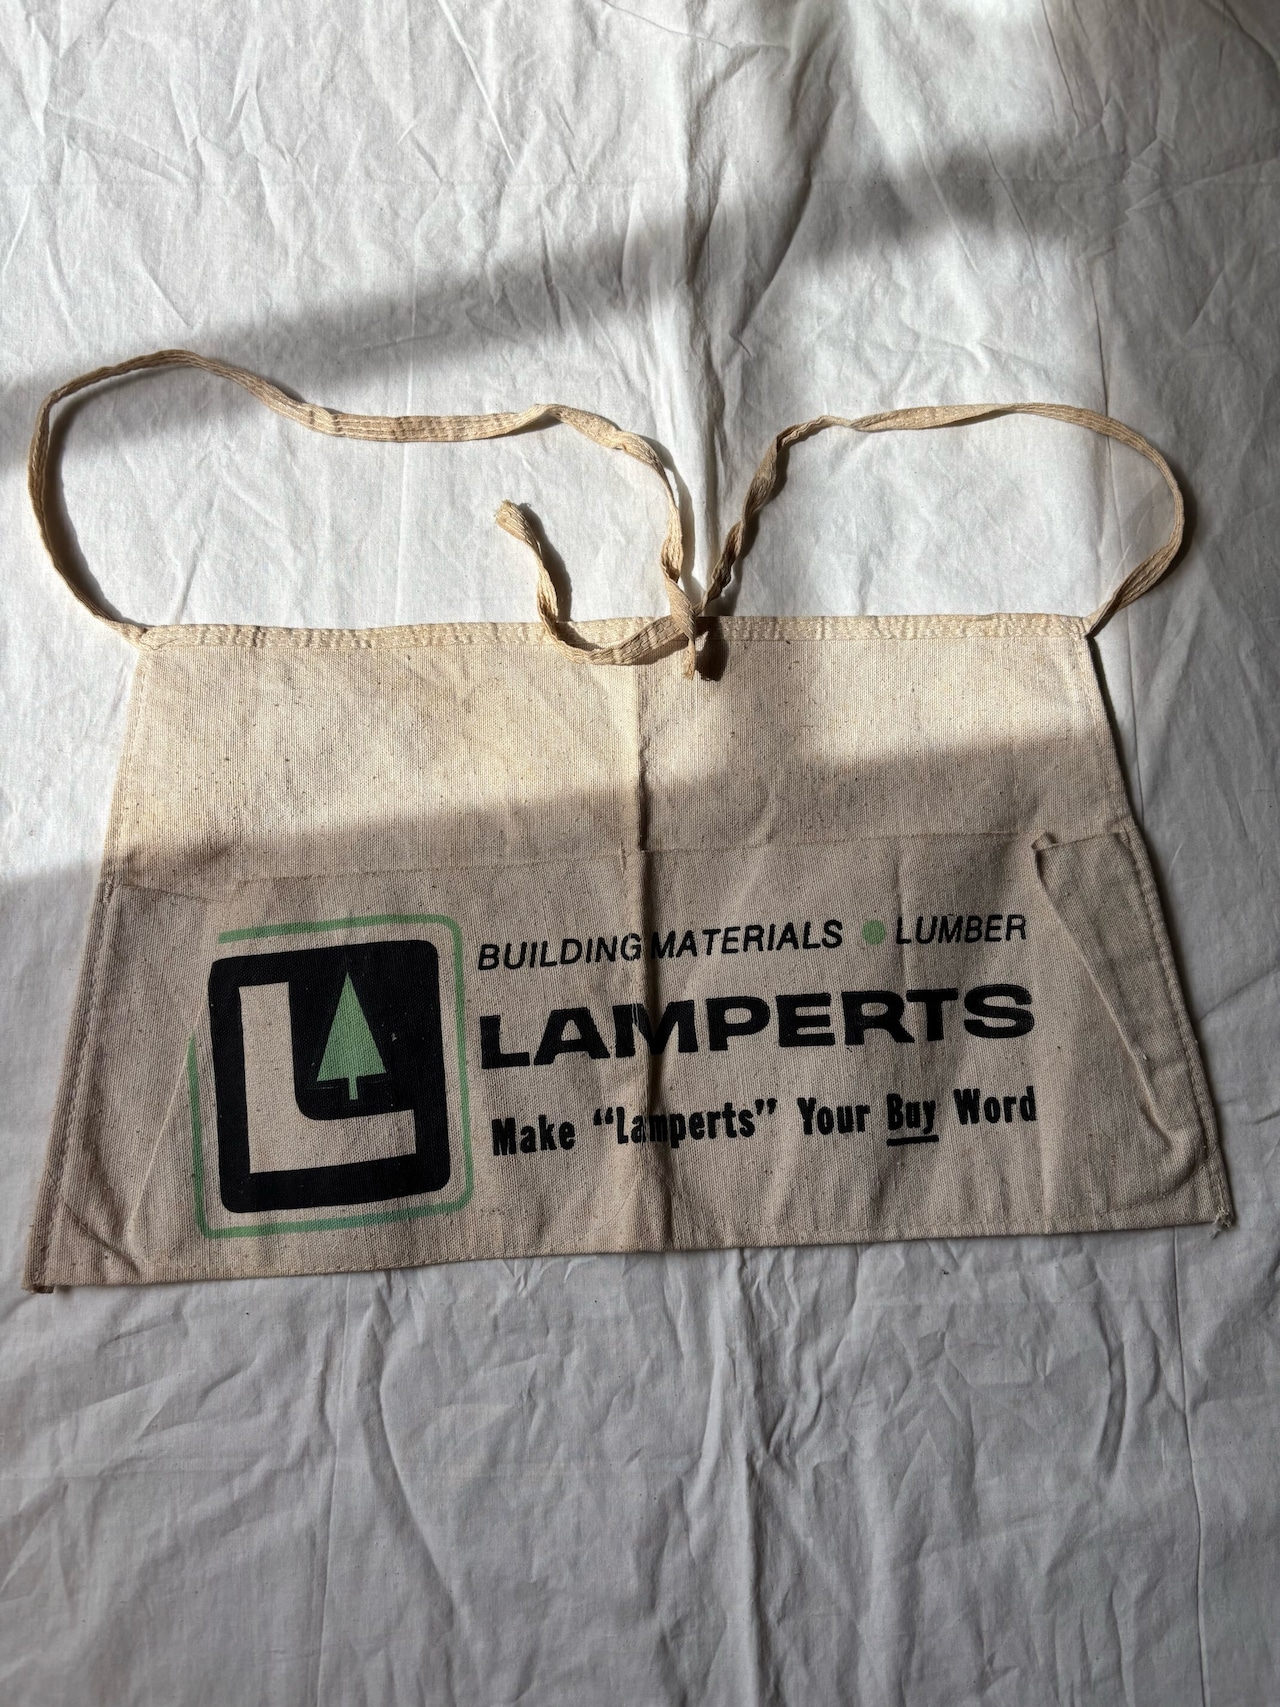 BUILDING MATERIALS • LUMBER
L
LAMPERTS
Make “Lamperts” Your Buy Word